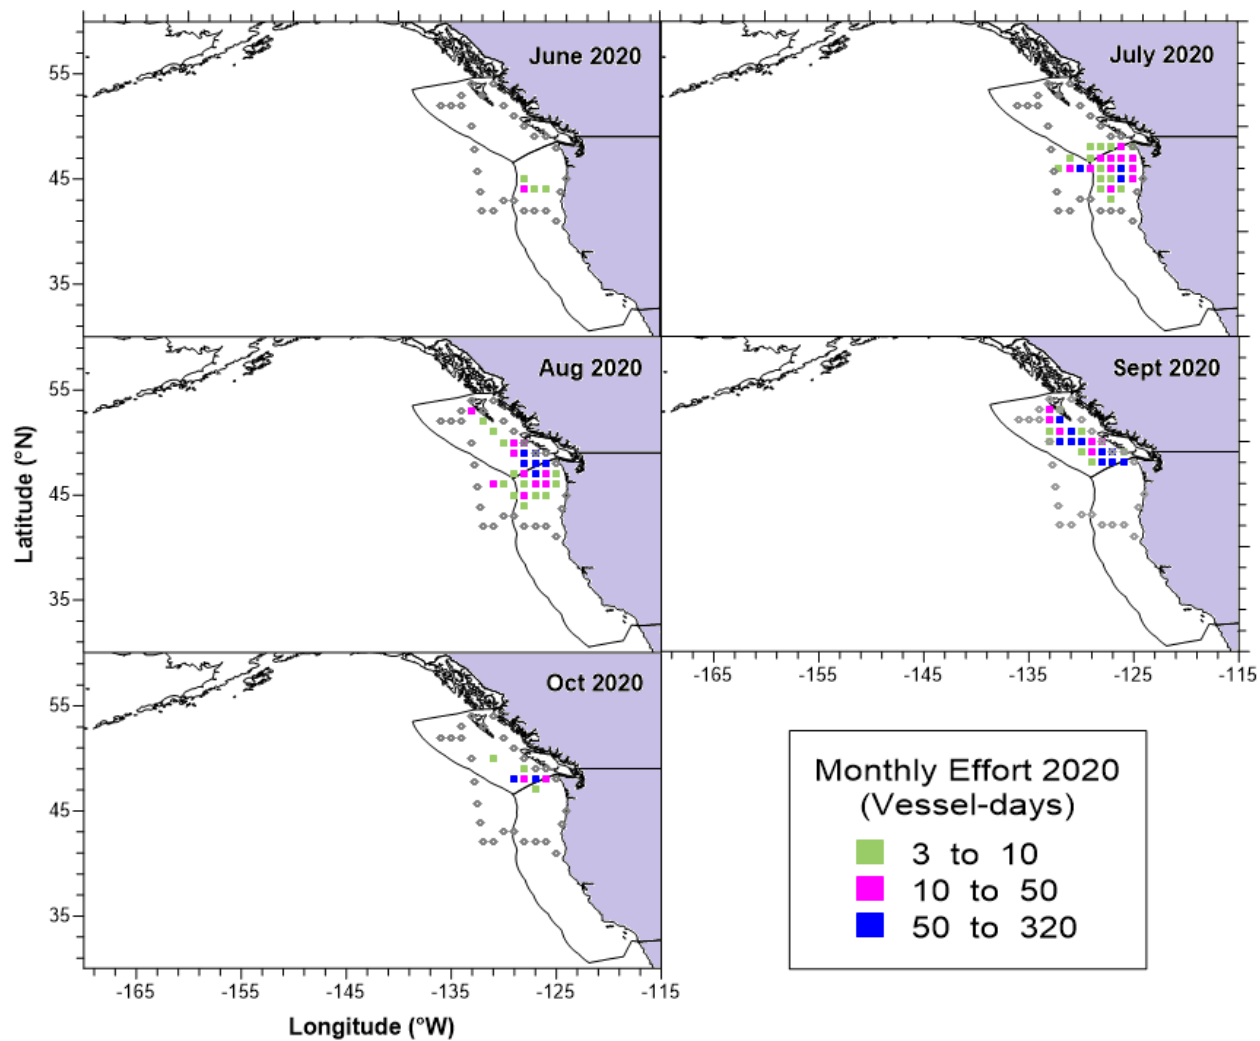 June 2020
July 2020
55
45
35
Aug 2020
Sept 2020
55
45
35
Latitude (°N)
Oct 2020
-165 -155 -145 -135 -125 -115
55
45
35
Monthly Effort 2020
(Vessel-days)
3 to 10
10 to 50
50 to 320
-165 -155 -145 -135 -125 -115
Longitude (°W)